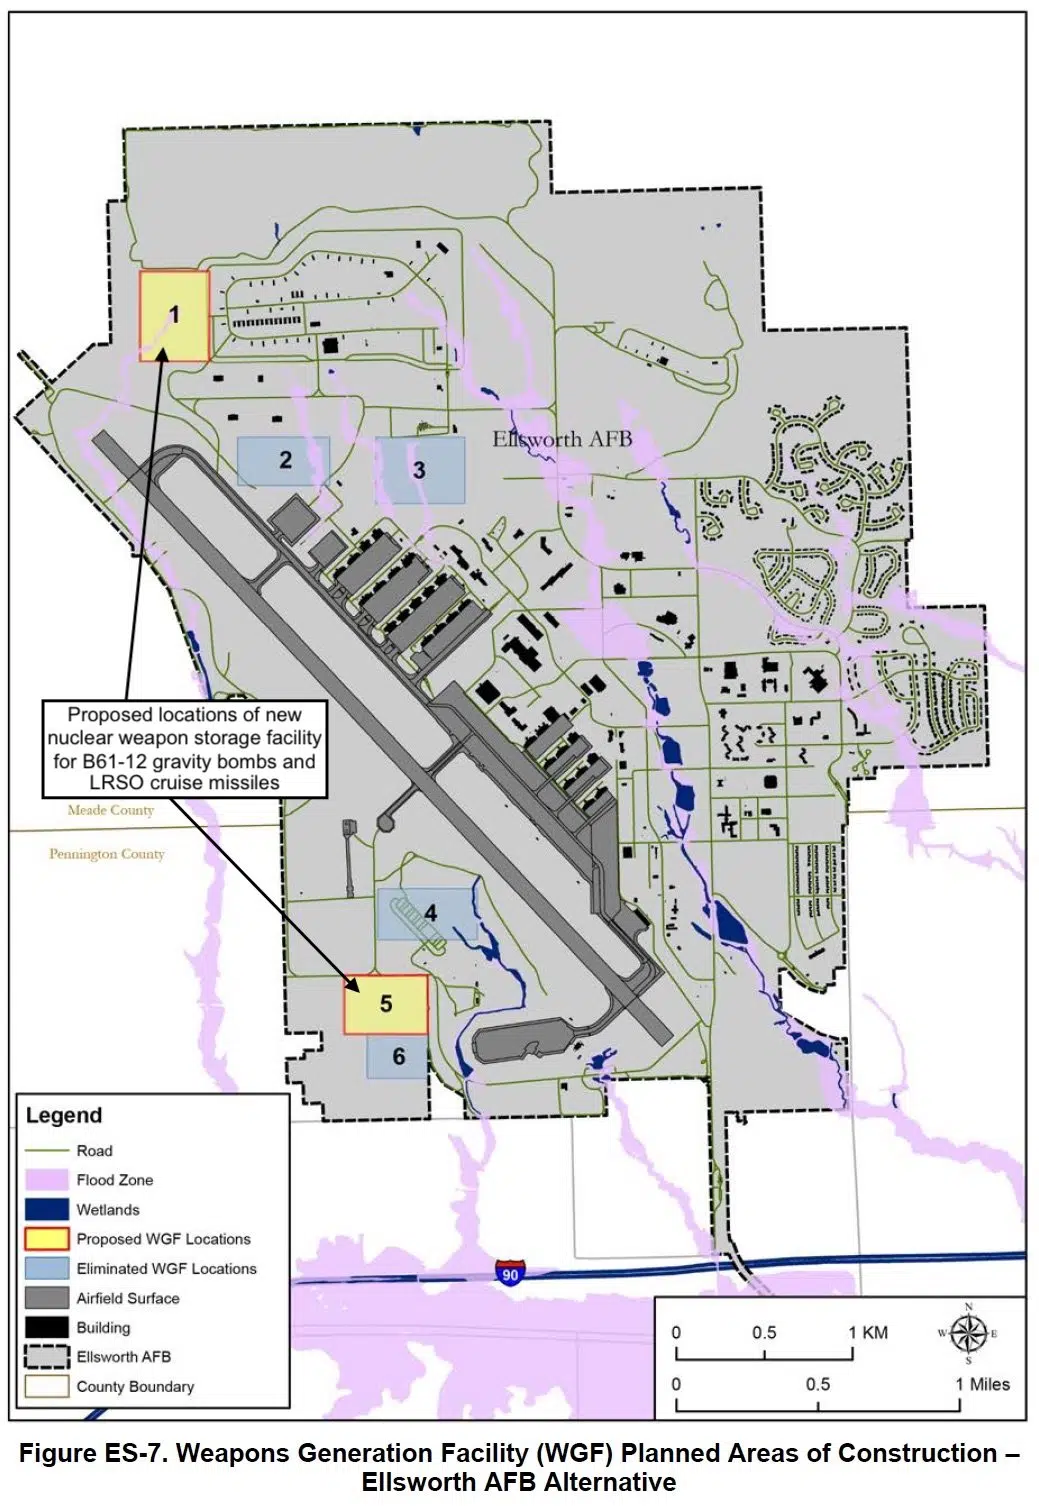 1
2
3
Ellsworth AFB
Proposed locations of new
nuclear weapon storage facility
for B61-12 gravity bombs and
LRSO cruise missiles
Meade County
Pennington County
4
5
6
Legend
Road
Flood Zone
Wetlands
Proposed WGF Locations
Eliminated WGF Locations
Airfield Surface
Building
Ellsworth AFB
County Boundary
90
N
W E
S
0 0.5 1 KM
0 0.5 1 Miles
Figure ES-7. Weapons Generation Facility (WGF) Planned Areas of Construction –
Ellsworth AFB Alternative